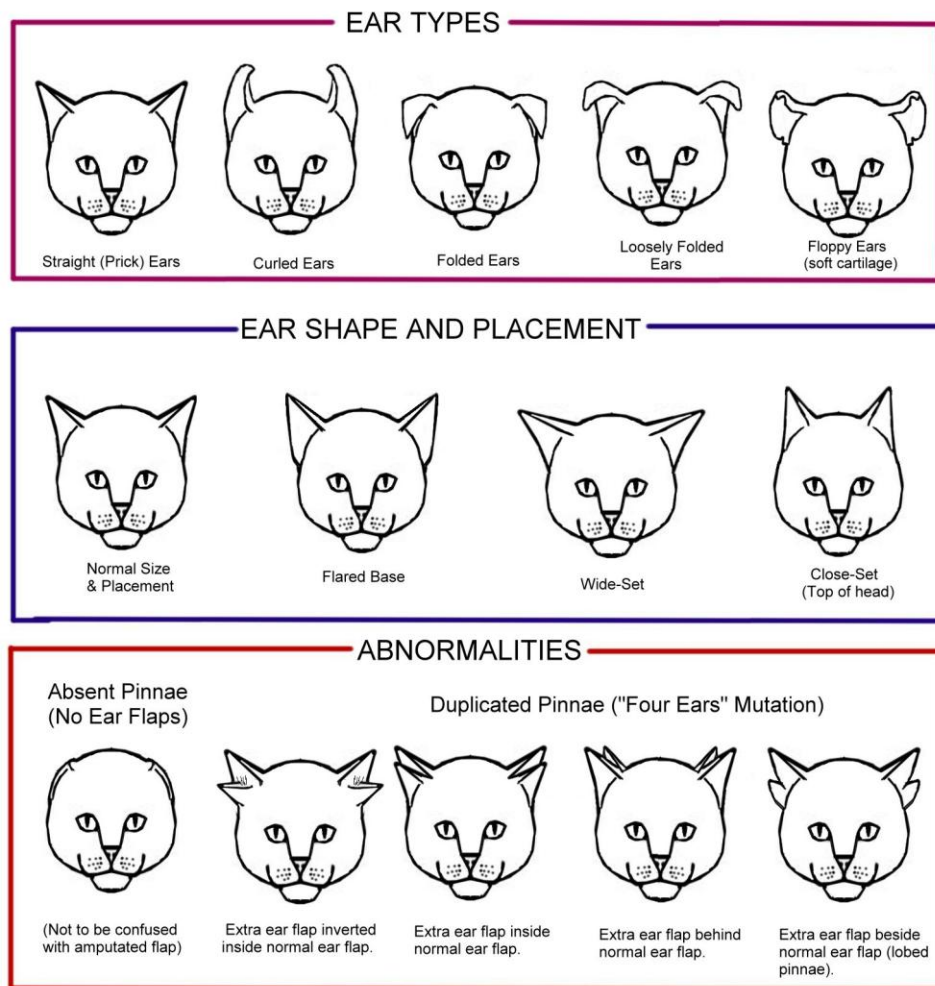 EAR TYPES
Straight (Prick) Ears
Curled Ears
Folded Ears
Loosely Folded
Ears
Floppy Ears
(soft cartilage)
EAR SHAPE AND PLACEMENT
Normal Size
& Placement
Flared Base
Wide-Set
Close-Set
(Top of head)
ABNORMALITIES
Absent Pinnae
(No Ear Flaps)
Duplicated Pinnae ("Four Ears" Mutation)
(Not to be confused
with amputated flap)
Extra ear flap inverted
inside normal ear flap.
Extra ear flap inside
normal ear flap.
Extra ear flap behind
normal ear flap.
Extra ear flap beside
normal ear flap (lobed
pinnae).